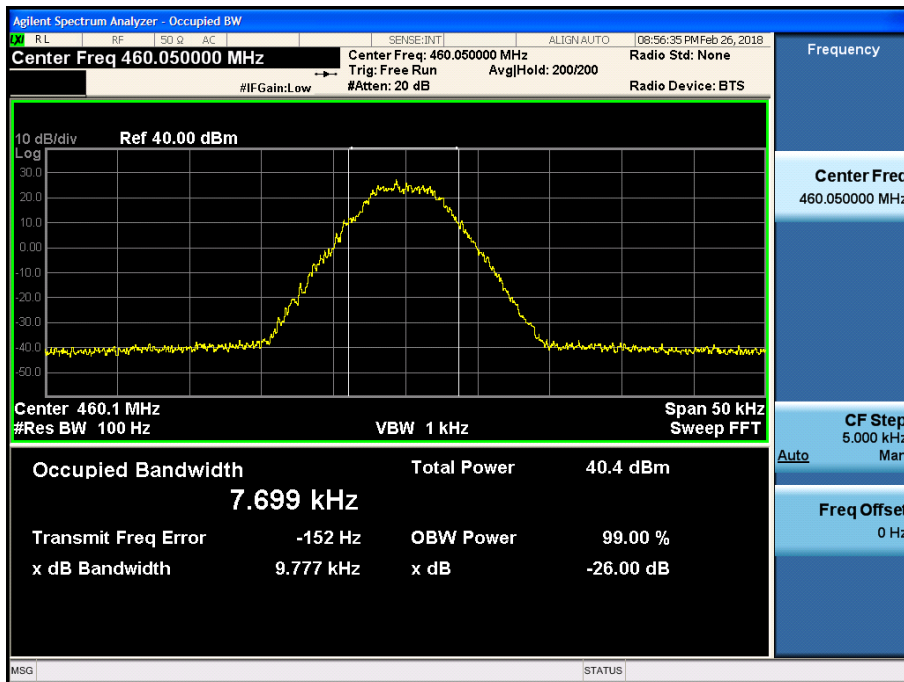 Agilent Spectrum Analyzer - Occupied BW
LXI RL RF 50 Ω AC SENSE:INT ALIGN AUTO 08:56:35 PM Feb 26, 2018
Center Freq 460.050000 MHz
Center Freq: 460.050000 MHz
Radio Std: None
Trig: Free Run
Avg|Hold: 200/200
#IFGain:Low
#Atten: 20 dB
Radio Device: BTS
10 dB/div
Ref 40.00 dBm
Log
30.0
20.0
10.0
0.00
-10.0
-20.0
-30.0
-40.0
-50.0
Center 460.1 MHz
Span 50 kHz
#Res BW 100 Hz
VBW 1 kHz
Sweep FFT
Occupied Bandwidth
7.699 kHz
Total Power 40.4 dBm
Transmit Freq Error -152 Hz
OBW Power 99.00 %
x dB Bandwidth 9.777 kHz
x dB -26.00 dB
MSG
STATUS
Frequency
Center Freq
460.050000 MHz
CF Step
5.000 kHz
Auto Man
Freq Offset
0 Hz